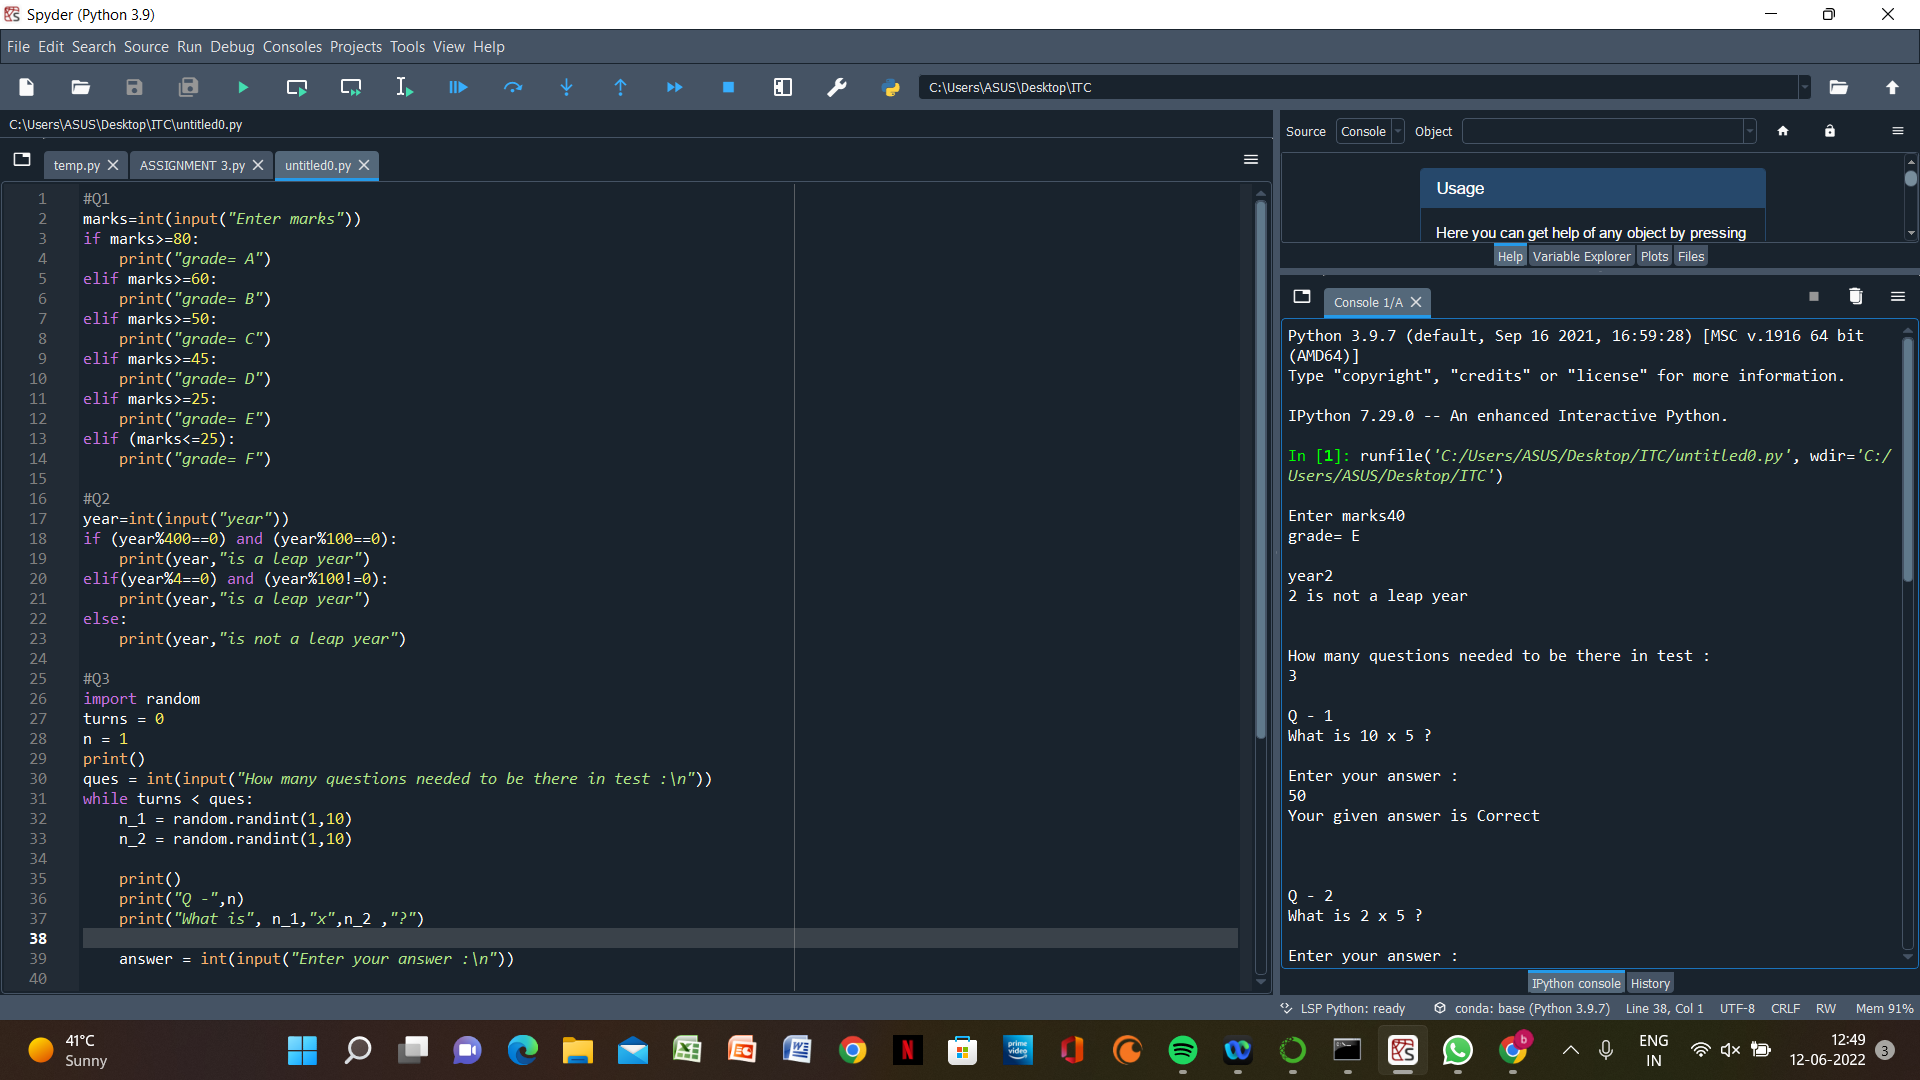 Spyder (Python 3.9)
File Edit Search Source Run Debug Consoles Projects Tools View Help
C:\Users\ASUS\Desktop\ITC
C:\Users\ASUS\Desktop\ITC\untitled0.py
temp.py ASSIGNMENT 3.py untitled0.py
1 #Q1
2 marks=int(input("Enter marks"))
3 if marks>=80:
4 print("grade= A")
5 elif marks>=60:
6 print("grade= B")
7 elif marks>=50:
8 print("grade= C")
9 elif marks>=45:
10 print("grade= D")
11 elif marks>=25:
12 print("grade= E")
13 elif (marks<=25):
14 print("grade= F")
15
16 #Q2
17 year=int(input("year"))
18 if (year%400==0) and (year%100==0):
19 print(year,"is a leap year")
20 elif(year%4==0) and (year%100!=0):
21 print(year,"is a leap year")
22 else:
23 print(year,"is not a leap year")
24
25 #Q3
26 import random
27 turns = 0
28 n = 1
29 print()
30 ques = int(input("How many questions needed to be there in test :\n"))
31 while turns < ques:
32 n_1 = random.randint(1,10)
33 n_2 = random.randint(1,10)
34
35 print()
36 print("Q -",n)
37 print("What is", n_1,"x",n_2 ,"?")
38
39 answer = int(input("Enter your answer :\n"))
40
Source Console Object
Usage
Here you can get help of any object by pressing
Help Variable Explorer Plots Files
Console 1/A
Python 3.9.7 (default, Sep 16 2021, 16:59:28) [MSC v.1916 64 bit
(AMD64)]
Type "copyright", "credits" or "license" for more information.
IPython 7.29.0 -- An enhanced Interactive Python.
In [1]: runfile('C:/Users/ASUS/Desktop/ITC/untitled0.py', wdir='C:/
Users/ASUS/Desktop/ITC')
Enter marks40
grade= E
year2
2 is not a leap year
How many questions needed to be there in test :
3
Q - 1
What is 10 x 5 ?
Enter your answer :
50
Your given answer is Correct
Q - 2
What is 2 x 5 ?
Enter your answer :
IPython console History
LSP Python: ready conda: base (Python 3.9.7) Line 38, Col 1 UTF-8 CRLF RW Mem 91%
41°C
Sunny
prime video
N
b
ENG
IN
12:49
12-06-2022
3